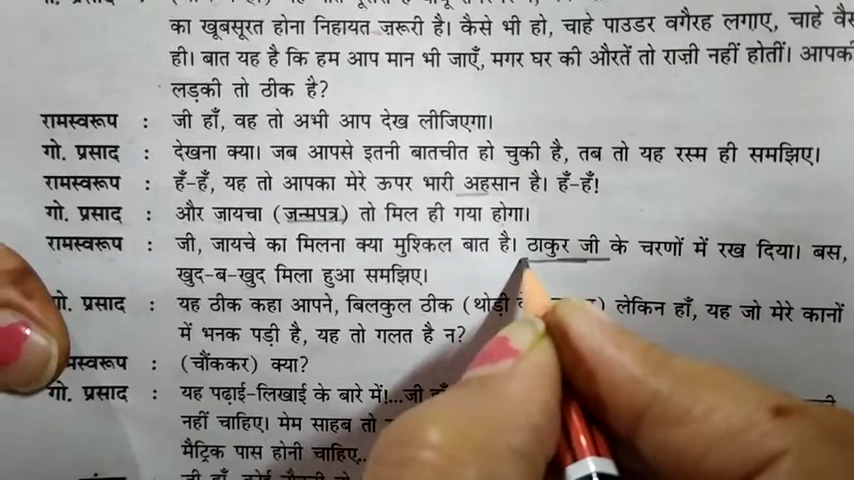 का खूबसूरत होना निहायत ज़रूरी है। कैसे भी हो, चाहे पाउडर वगैरह लगाए, चाहे वैसे
ही। बात यह है कि हम आप मान भी जाएँ, मगर घर की औरतें तो राज़ी नहीं होतीं। आपकी
लड़की तो ठीक है?
रामस्वरूप : जी हाँ, वह तो अभी आप देख लीजिएगा।
गो. प्रसाद : देखना क्या। जब आपसे इतनी बातचीत हो चुकी है, तब तो यह रस्म ही समझिए।
रामस्वरूप : हँ-हँ, यह तो आपका मेरे ऊपर भारी अहसान है। हँ-हँ!
गो. प्रसाद : और जायचा (जन्मपत्र) तो मिल ही गया होगा।
रामस्वरूप : जी, जायचे का मिलना क्या मुश्किल बात है। ठाकुर जी के चरणों में रख दिया। बस,
खुद-ब-खुद मिला हुआ समझिए।
गो. प्रसाद : यह ठीक कहा आपने, बिलकुल ठीक (थोड़ी लेकिन हाँ, यह जो मेरे कानों
में भनक पड़ी है, यह तो गलत है न?
रामस्वरूप : (चौंककर) क्या?
गो. प्रसाद : यह पढ़ाई-लिखाई के बारे में!...जी हाँ
नहीं चाहिए। मेम साहब तो
मैट्रिक पास होनी चाहिए..